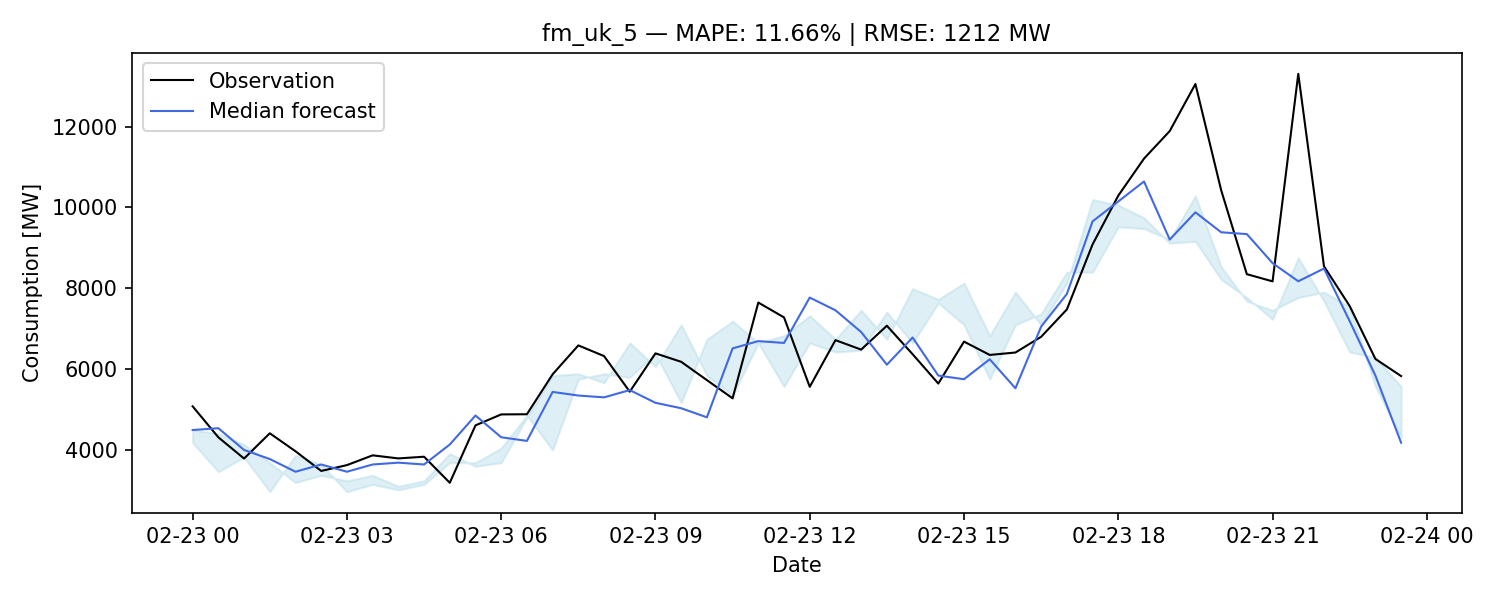 fm_uk_5 — MAPE: 11.66% | RMSE: 1212 MW
Observation
Median forecast
Consumption [MW]
12000
10000
8000
6000
4000
02-23 00 02-23 03 02-23 06 02-23 09 02-23 12 02-23 15 02-23 18 02-23 21 02-24 00
Date